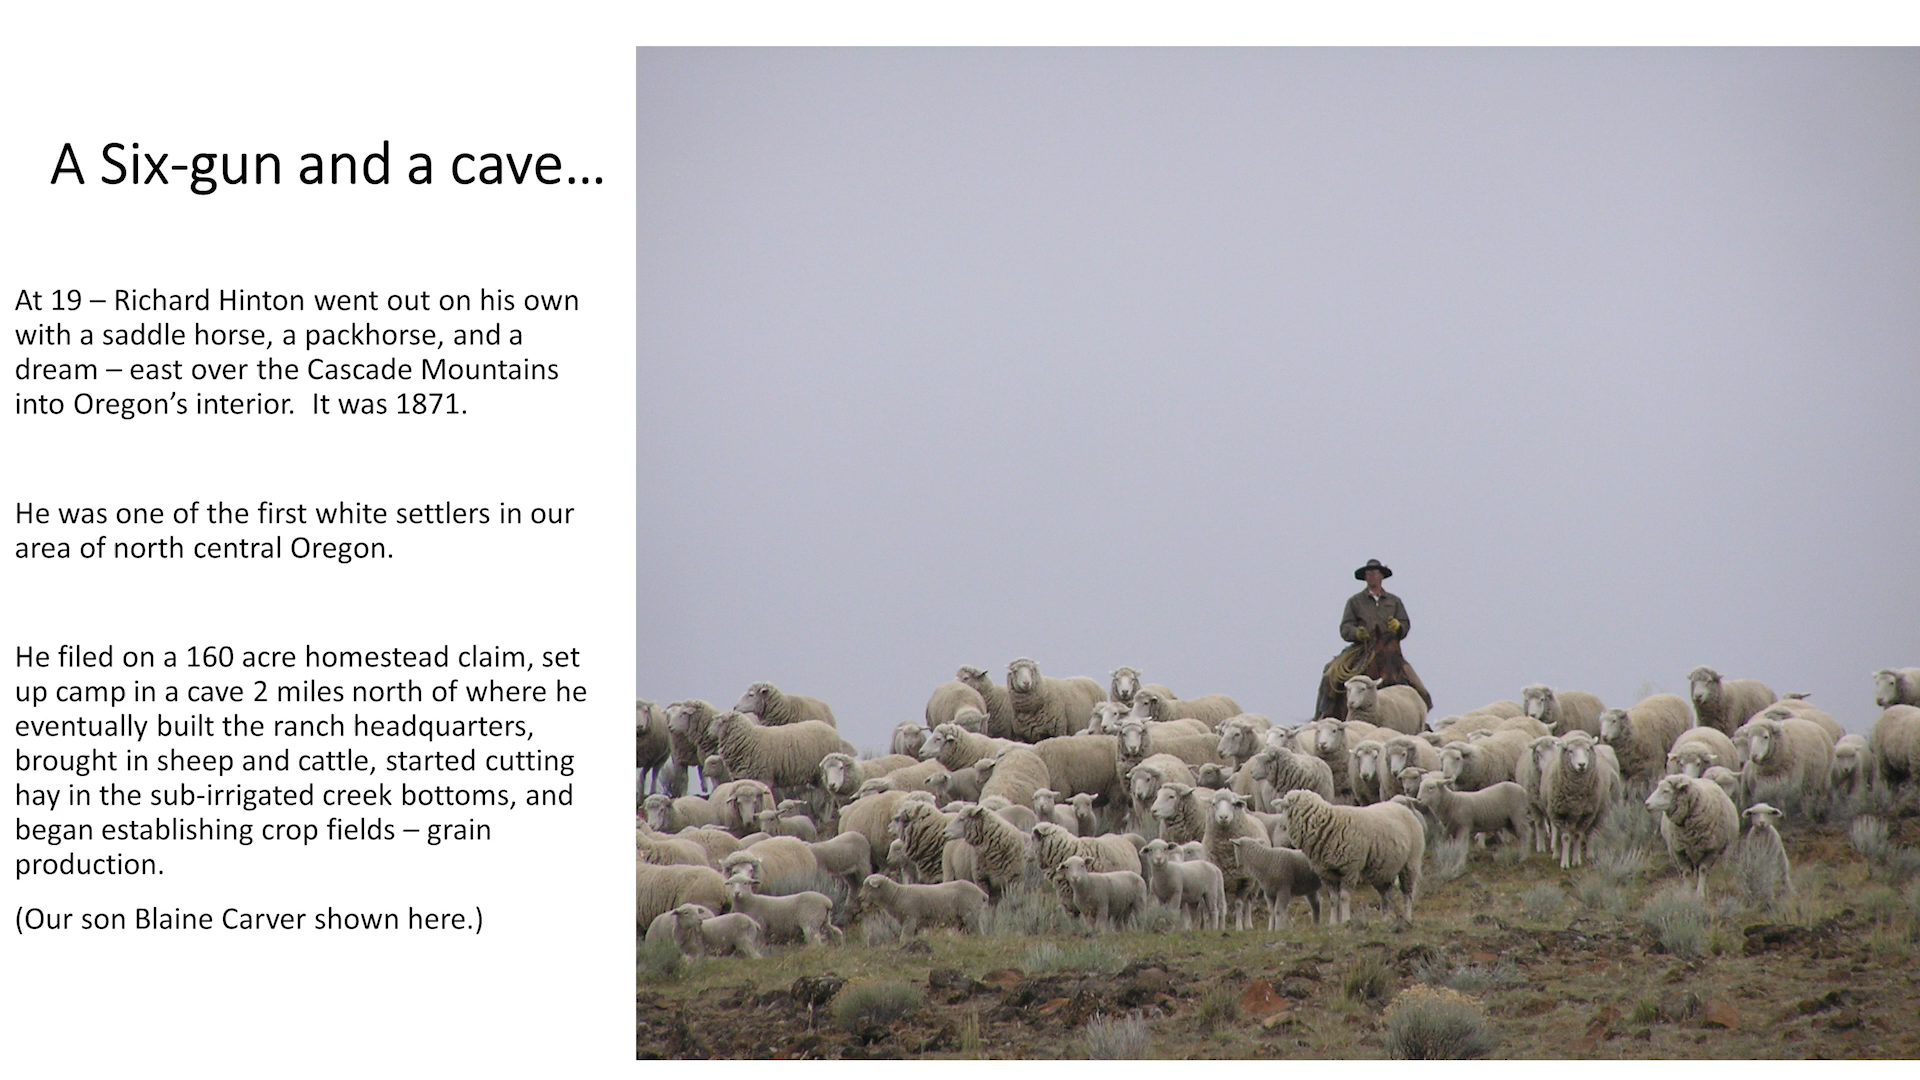 A Six-gun and a cave…
At 19 – Richard Hinton went out on his own
with a saddle horse, a packhorse, and a
dream – east over the Cascade Mountains
into Oregon’s interior.  It was 1871.
He was one of the first white settlers in our
area of north central Oregon.
He filed on a 160 acre homestead claim, set
up camp in a cave 2 miles north of where he
eventually built the ranch headquarters,
brought in sheep and cattle, started cutting
hay in the sub-irrigated creek bottoms, and
began establishing crop fields – grain
production.
(Our son Blaine Carver shown here.)